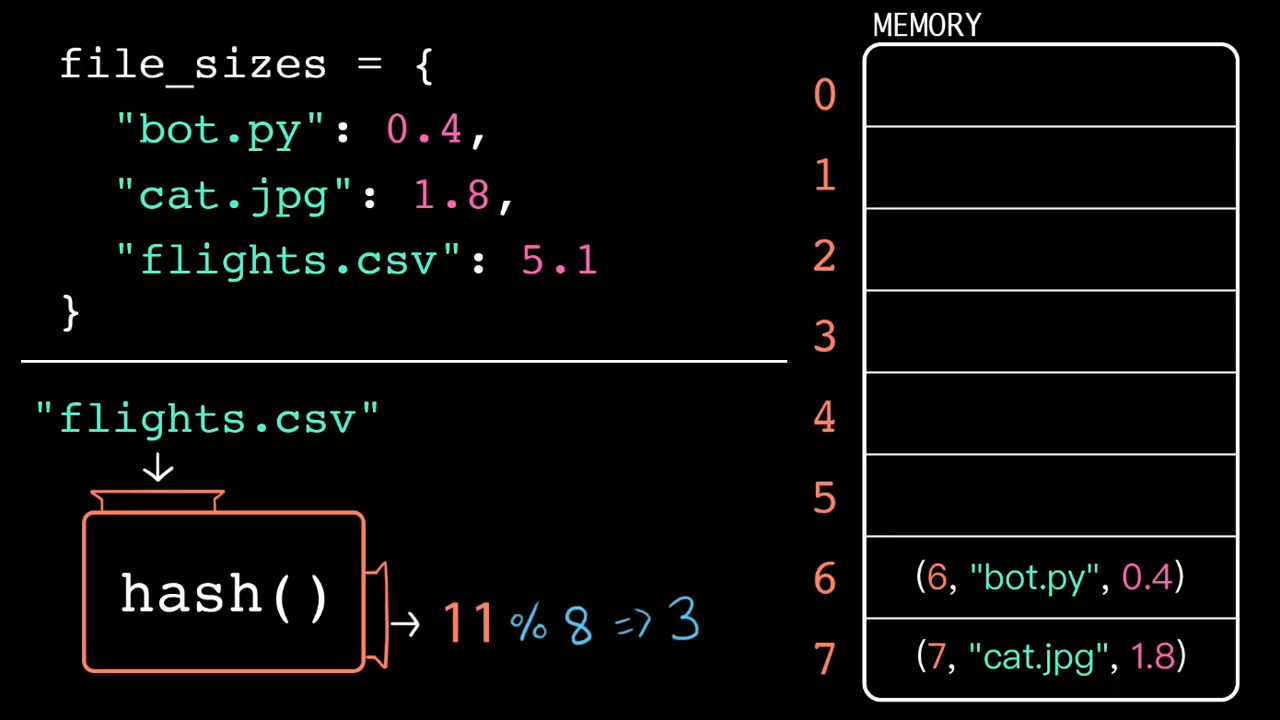 file_sizes = {
"bot.py": 0.4,
"cat.jpg": 1.8,
"flights.csv": 5.1
}
"flights.csv"
↓
hash()
→ 11 % 8 => 3
MEMORY
0
1
2
3
4
5
6 (6, "bot.py", 0.4)
7 (7, "cat.jpg", 1.8)